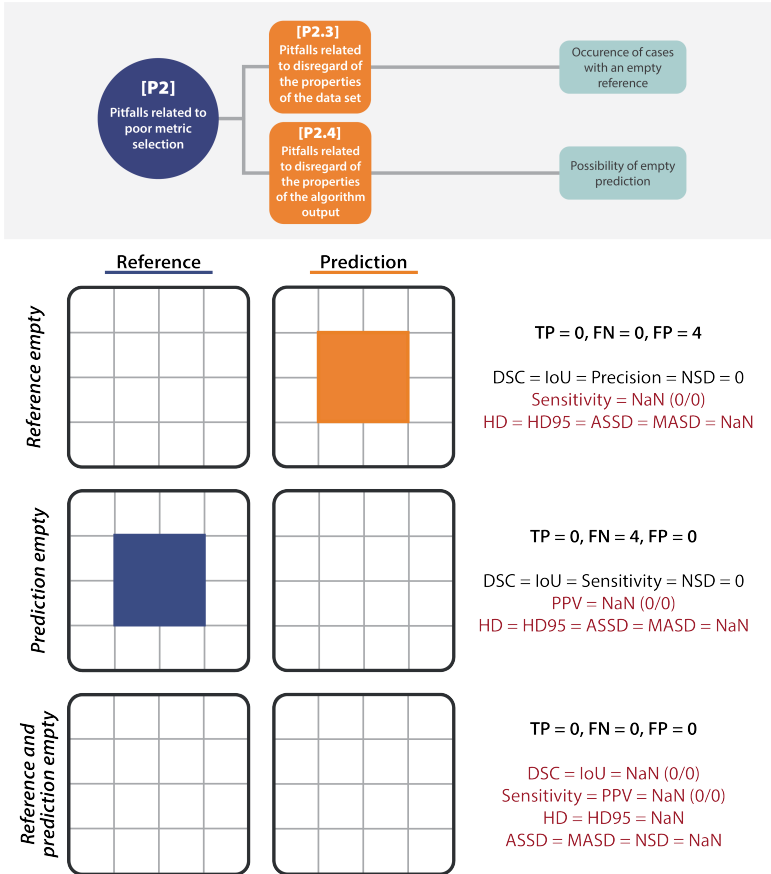 [P2]
Pitfalls related to
poor metric
selection
[P2.3]
Pitfalls related
to disregard of
the properties
of the data set
[P2.4]
Pitfalls related
to disregard of
the properties
of the algorithm
output
Occurence of cases
with an empty
reference
Possibility of empty
prediction
Reference
Prediction
Reference empty
TP = 0, FN = 0, FP = 4
DSC = IoU = Precision = NSD = 0
Sensitivity = NaN (0/0)
HD = HD95 = ASSD = MASD = NaN
Prediction empty
TP = 0, FN = 4, FP = 0
DSC = IoU = Sensitivity = NSD = 0
PPV = NaN (0/0)
HD = HD95 = ASSD = MASD = NaN
Reference and
prediction empty
TP = 0, FN = 0, FP = 0
DSC = IoU = NaN (0/0)
Sensitivity = PPV = NaN (0/0)
HD = HD95 = NaN
ASSD = MASD = NSD = NaN